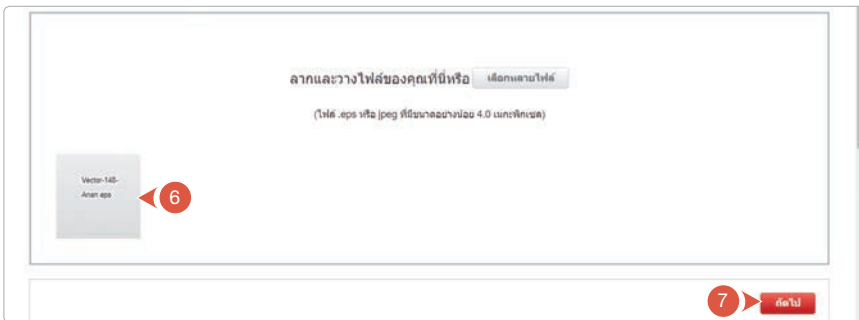 ลากและวางไฟล์ของคุณที่นี่หรือ เลือกหลายไฟล์
(ไฟล์ .eps หรือ jpeg ที่มีขนาดอย่างน้อย 4.0 เมกะพิกเซล)
Vector-148-
Anan eps
6
7 ถัดไป